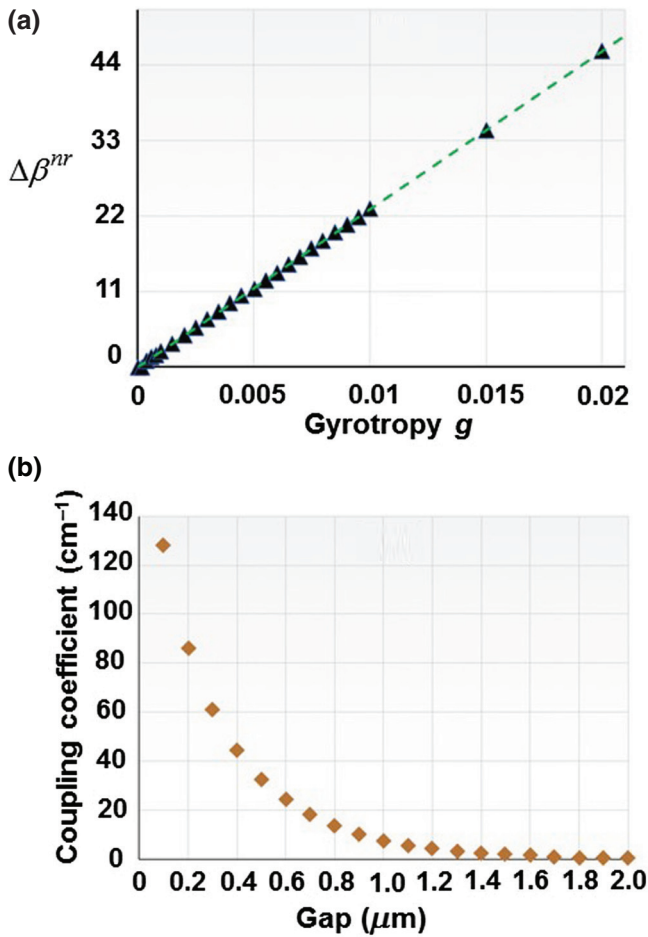 (a)
44
33
Δβⁿʳ
22
11
0
0 0.005 0.01 0.015 0.02
Gyrotropy g
(b)
Coupling coefficient (cm⁻¹)
140
120
100
80
60
40
20
0
0 0.2 0.4 0.6 0.8 1.0 1.2 1.4 1.6 1.8 2.0
Gap (μm)